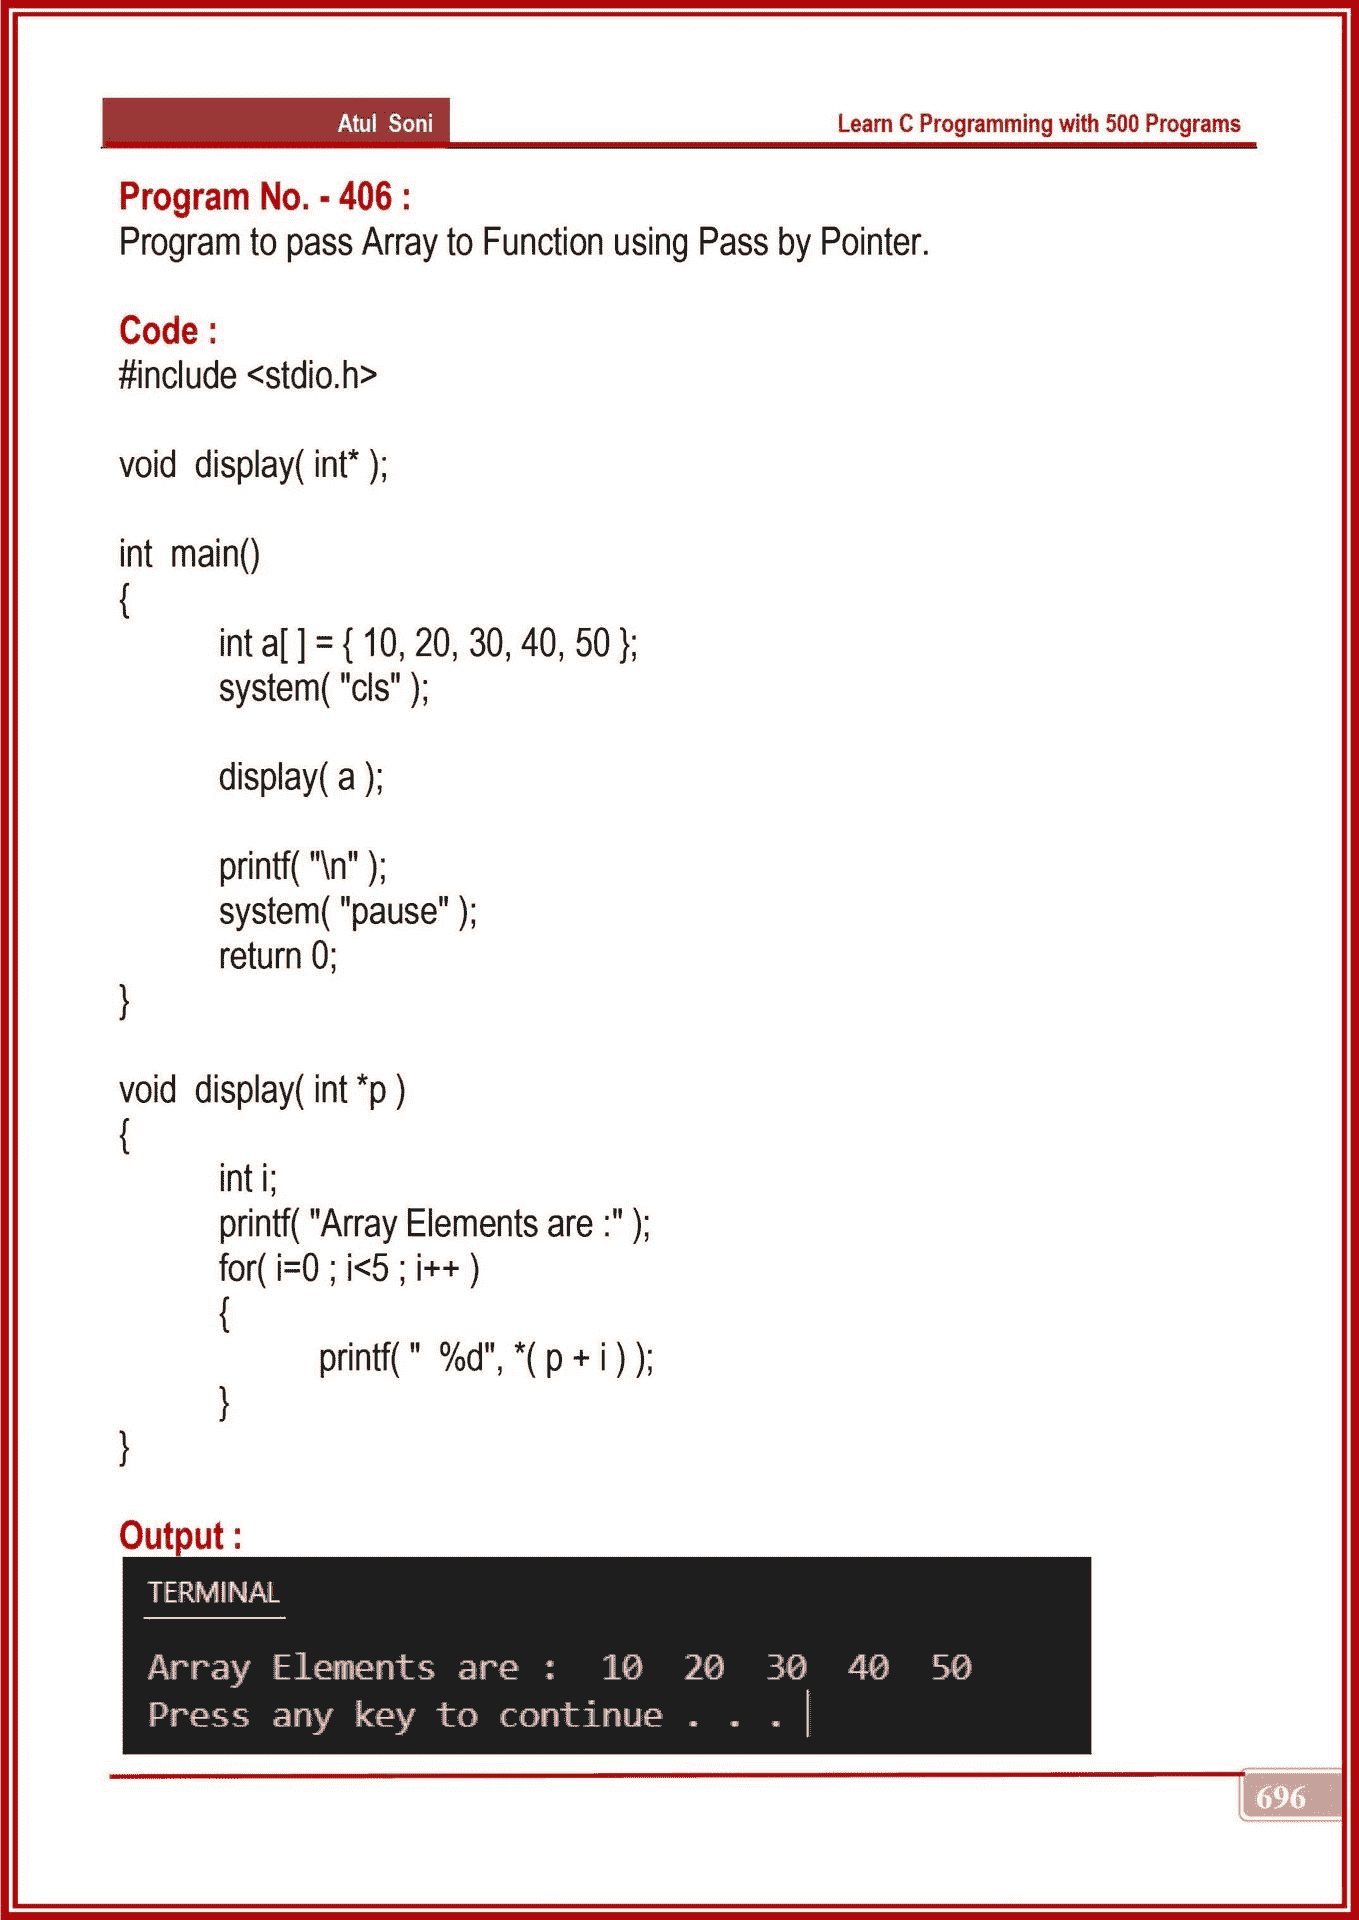 Atul Soni
Learn C Programming with 500 Programs
Program No. - 406 :
Program to pass Array to Function using Pass by Pointer.
Code :
#include <stdio.h>
void  display( int* );
int  main()
{
int a[ ] = { 10, 20, 30, 40, 50 };
system( "cls" );
display( a );
printf( "\n" );
system( "pause" );
return 0;
}
void  display( int *p )
{
int i;
printf( "Array Elements are :" );
for( i=0 ; i<5 ; i++ )
{
printf( "  %d", *( p + i ) );
}
}
Output :
TERMINAL
Array Elements are :  10  20  30  40  50
Press any key to continue . . .
696